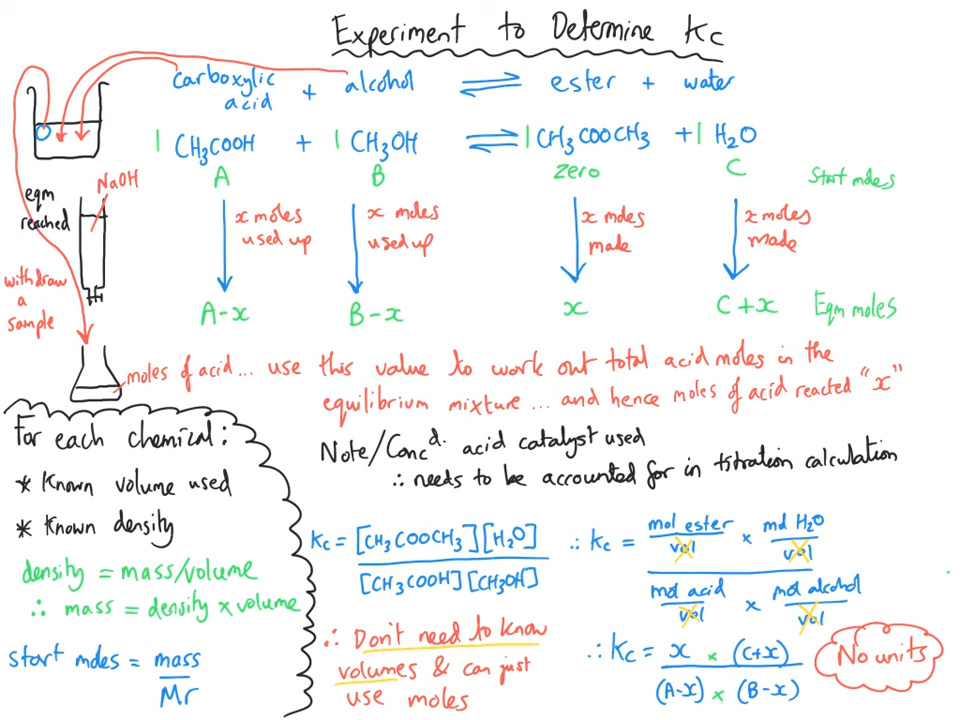 Experiment to Determine Kc
carboxylic acid + alcohol ⇌ ester + water
1 CH₃COOH + 1 CH₃OH ⇌ 1 CH₃COOCH₃ + 1 H₂O
A B zero C Start moles
NaOH
eqm
reached
x moles used up
x moles used up
x moles made
x moles made
withdraw
a
sample
A-x B-x x C+x Eqm moles
moles of acid... use this value to work out total acid moles in the
equilibrium mixture... and hence moles of acid reacted "x"
For each chemical:
* Known volume used
* Known density
density = mass/volume
∴ mass = density x volume
start moles = mass / Mr
Note/Concd. acid catalyst used
∴ needs to be accounted for in titration calculation
Kc = [CH₃COOCH₃][H₂O] / [CH₃COOH][CH₃OH]
∴ Kc = mol ester / vol x mol H₂O / vol
mol acid / vol x mol alcohol / vol
∴ Don't need to know
volumes & can just
use moles
∴ Kc = x x (C+x) / (A-x) x (B-x)
No units